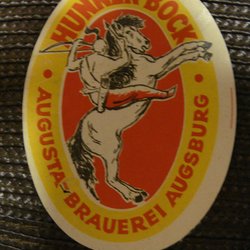 HUNNENBOCK
· AUGUSTA-BRAUEREI AUGSBURG ·